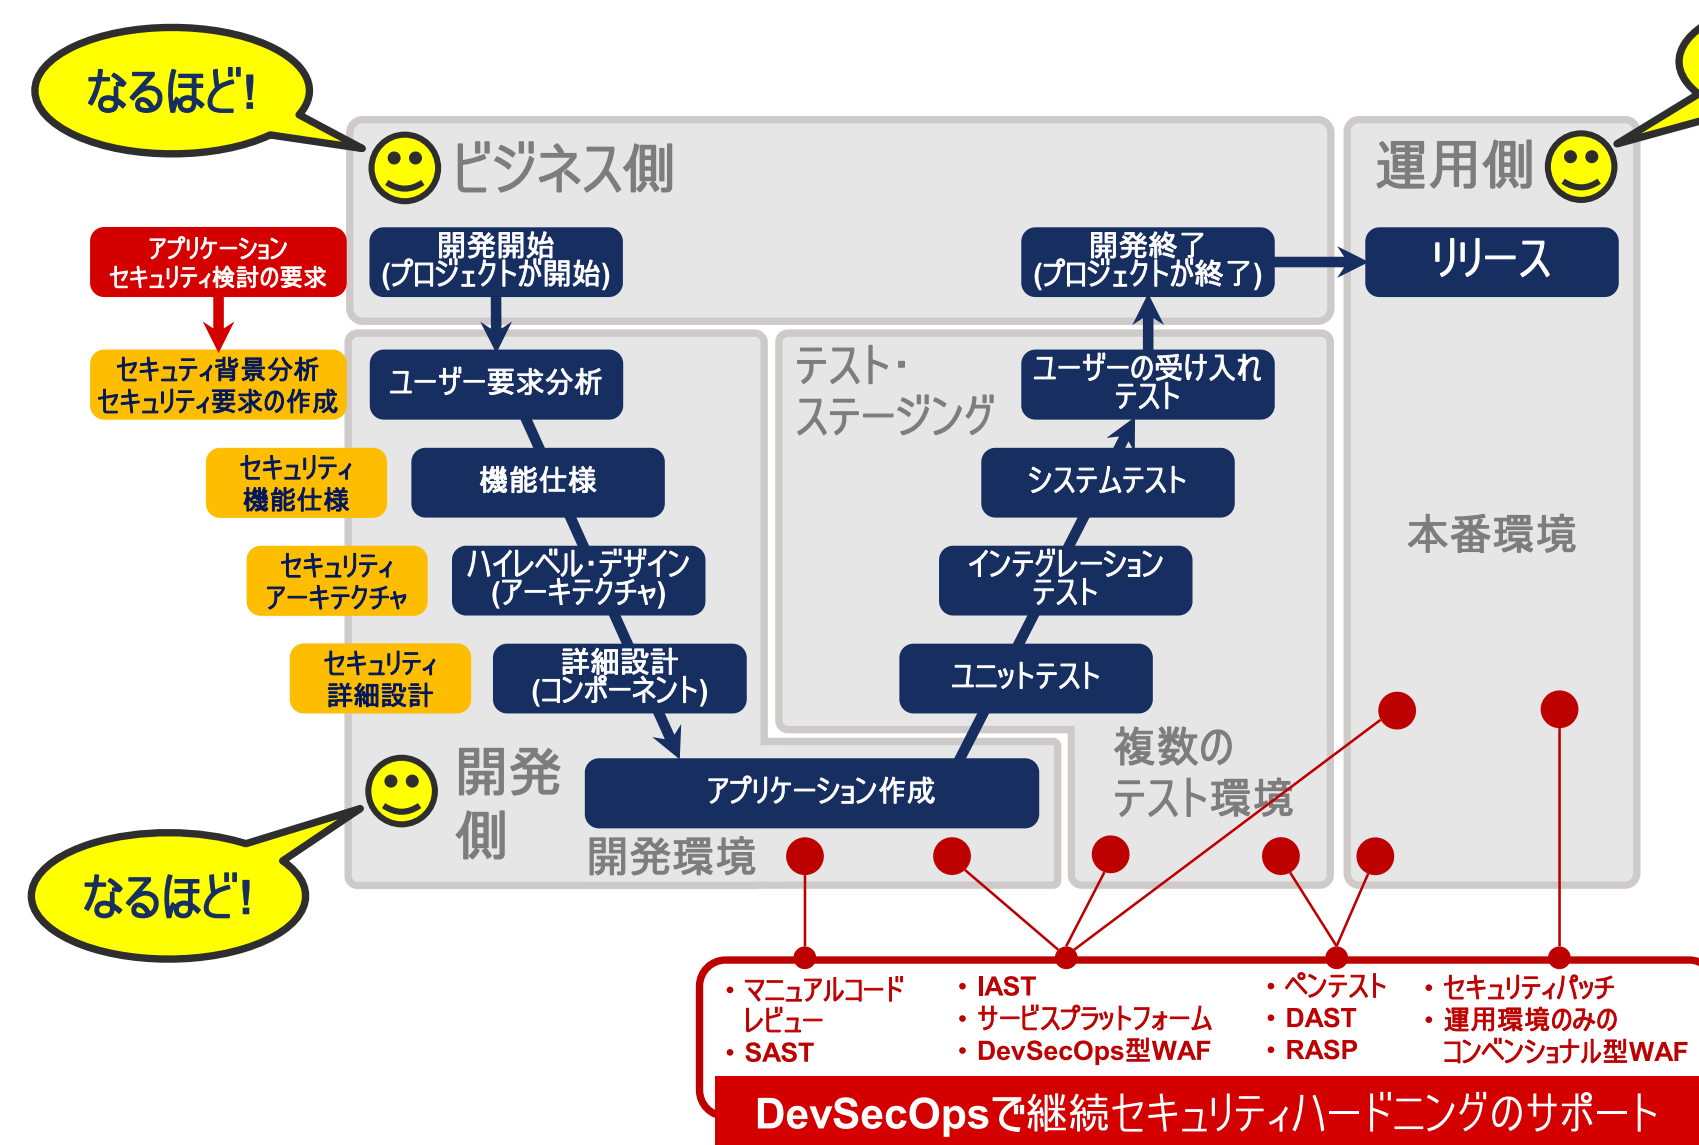 なるほど!
ビジネス側
運用側
アプリケーション
セキュリティ検討の要求
開発開始
(プロジェクトが開始)
開発終了
(プロジェクトが終了)
リリース
セキュティ背景分析
セキュリティ要求の作成
ユーザー要求分析
テスト・
ステージング
ユーザーの受け入れ
テスト
セキュリティ
機能仕様
機能仕様
システムテスト
本番環境
セキュリティ
アーキテクチャ
ハイレベル・デザイン
(アーキテクチャ)
インテグレーション
テスト
セキュリティ
詳細設計
詳細設計
(コンポーネント)
ユニットテスト
開発
側
アプリケーション作成
複数の
テスト環境
開発環境
なるほど!
・マニュアルコード
レビュー
・SAST
・IAST
・サービスプラットフォーム
・DevSecOps型WAF
・ペンテスト
・DAST
・RASP
・セキュリティパッチ
・運用環境のみの
コンベンショナル型WAF
DevSecOpsで継続セキュリティハードニングのサポート